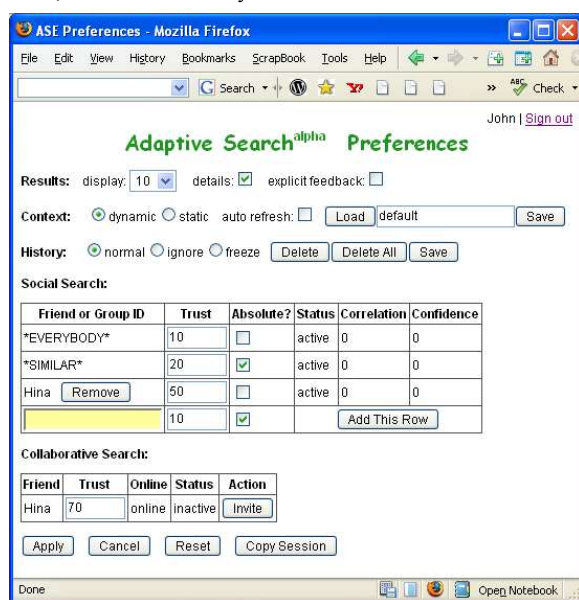 ASE Preferences - Mozilla Firefox
File Edit View History Bookmarks ScrapBook Tools Help
G Search » ABC Check
John | Sign out
Adaptive Search alpha Preferences
Results: display: 10 details: explicit feedback:
Context: dynamic static auto refresh: Load default Save
History: normal ignore freeze Delete Delete All Save
Social Search:
Friend or Group ID Trust Absolute? Status Correlation Confidence
*EVERYBODY* 10 active 0 0
*SIMILAR* 20 active 0 0
Hina Remove 50 active 0 0
10 Add This Row
Collaborative Search:
Friend Trust Online Status Action
Hina 70 online inactive Invite
Apply Cancel Reset Copy Session
Done Open Notebook